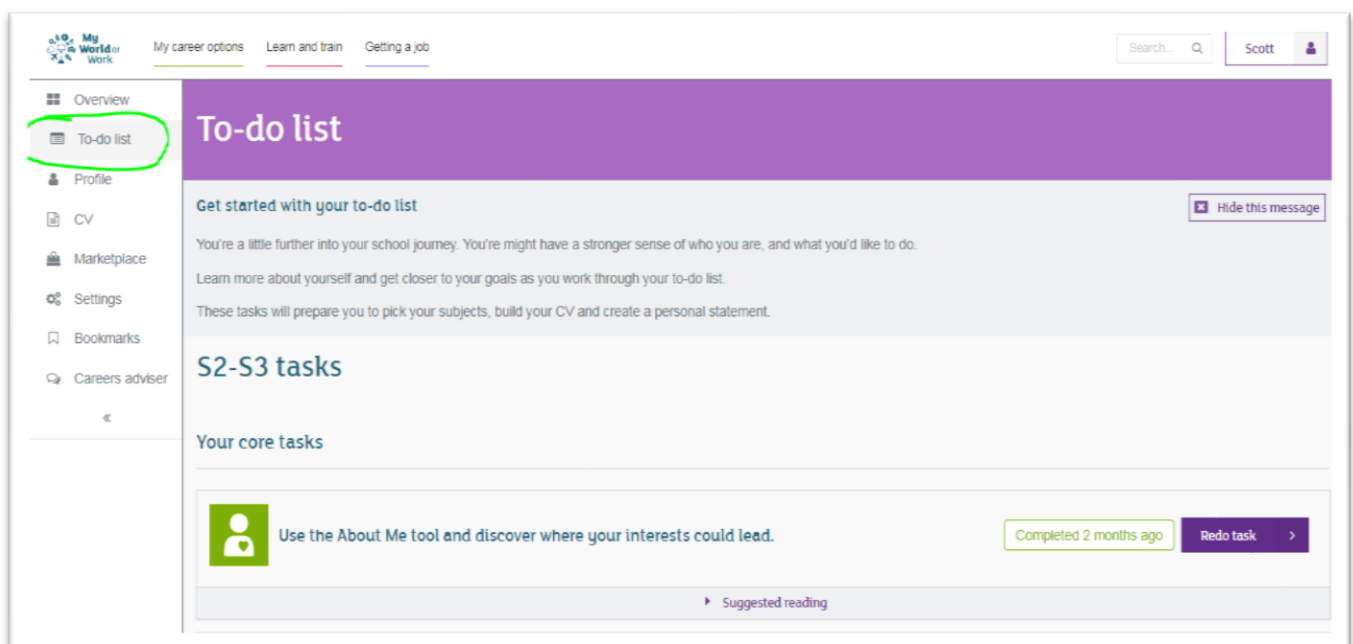 My World of Work
My career options Learn and train Getting a job
Search... Scott
Overview
To-do list
Profile
CV
Marketplace
Settings
Bookmarks
Careers adviser
To-do list
Get started with your to-do list
Hide this message
You're a little further into your school journey. You're might have a stronger sense of who you are, and what you'd like to do.
Learn more about yourself and get closer to your goals as you work through your to-do list.
These tasks will prepare you to pick your subjects, build your CV and create a personal statement.
S2-S3 tasks
Your core tasks
Use the About Me tool and discover where your interests could lead.
Completed 2 months ago
Redo task
Suggested reading